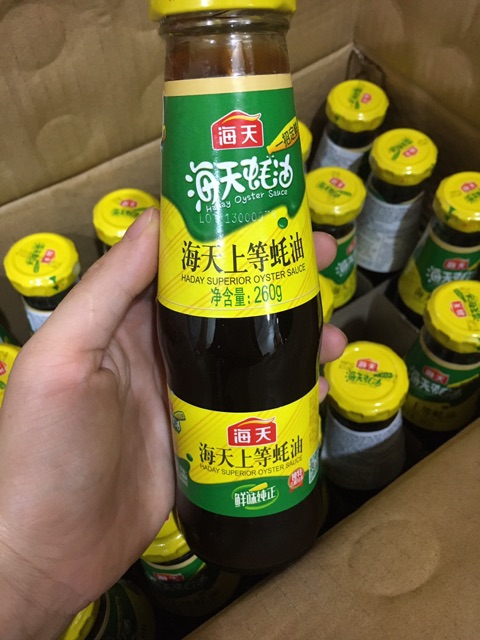 海天
海天蚝油
Haday Oyster Sauce
海天上等蚝油
HADAY SUPERIOR OYSTER SAUCE
净含量: 260g
海天
海天上等蚝油
HADAY SUPERIOR OYSTER SAUCE
鲜味纯正